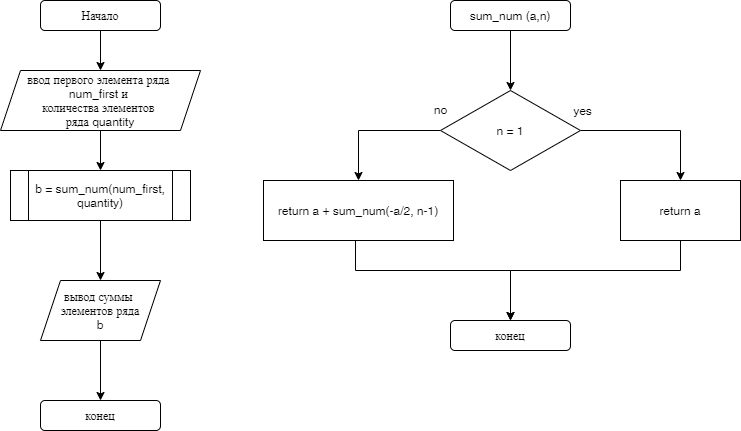 Начало
ввод первого элемента ряда
num_first и
количества элементов
ряда quantity
b = sum_num(num_first,
quantity)
вывод суммы
элементов ряда
b
конец
sum_num (a,n)
no
yes
n = 1
return a + sum_num(-a/2, n-1)
return a
конец